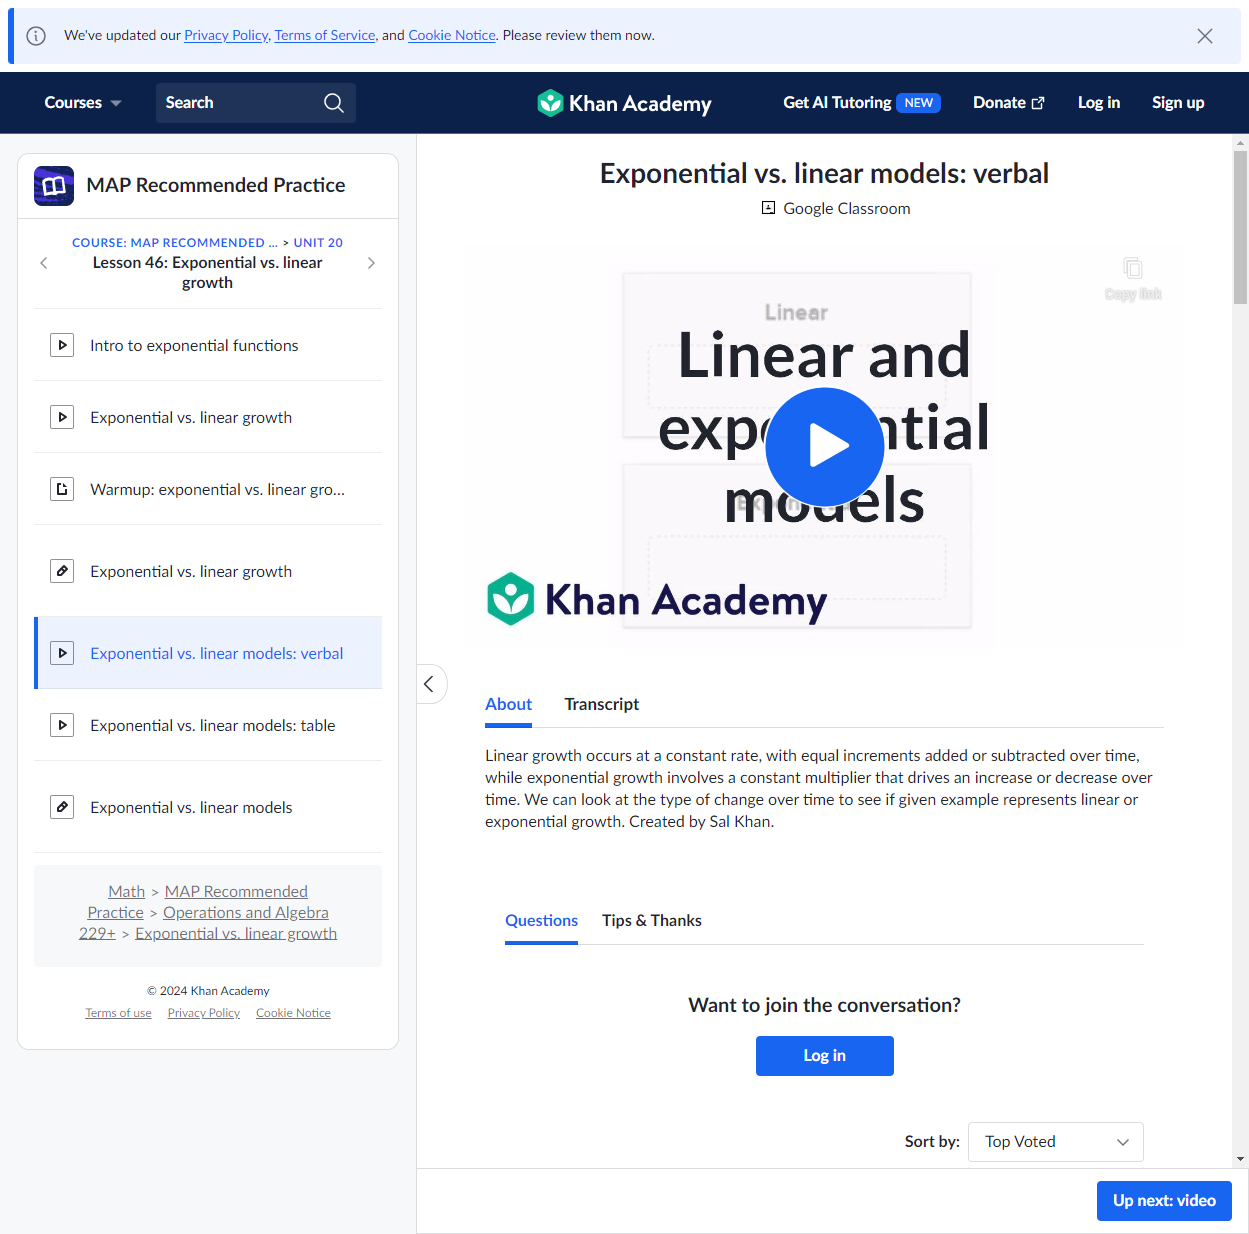 We've updated our Privacy Policy, Terms of Service, and Cookie Notice. Please review them now.
Courses
Search
Khan Academy
Get AI Tutoring NEW
Donate
Log in
Sign up
MAP Recommended Practice
COURSE: MAP RECOMMENDED ... > UNIT 20
Lesson 46: Exponential vs. linear
growth
Intro to exponential functions
Exponential vs. linear growth
Warmup: exponential vs. linear gro...
Exponential vs. linear growth
Exponential vs. linear models: verbal
Exponential vs. linear models: table
Exponential vs. linear models
Math > MAP Recommended
Practice > Operations and Algebra
229+ > Exponential vs. linear growth
© 2024 Khan Academy
Terms of use Privacy Policy Cookie Notice
Exponential vs. linear models: verbal
Google Classroom
Copy link
Linear
Linear and
models
Khan Academy
About
Transcript
Linear growth occurs at a constant rate, with equal increments added or subtracted over time,
while exponential growth involves a constant multiplier that drives an increase or decrease over
time. We can look at the type of change over time to see if given example represents linear or
exponential growth. Created by Sal Khan.
Questions
Tips & Thanks
Want to join the conversation?
Log in
Sort by: Top Voted
Up next: video